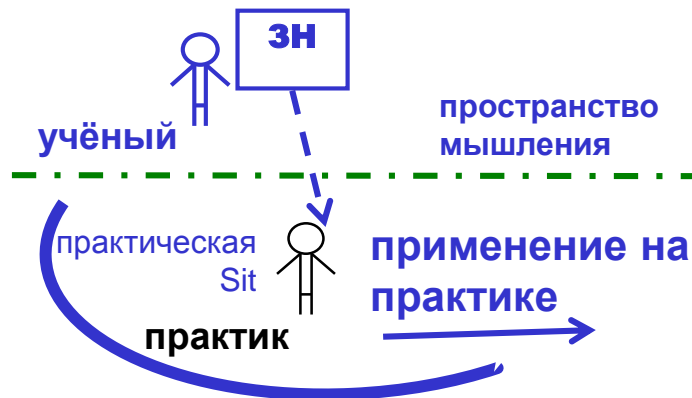 зн
учёный
пространство
мышления
практическая
Sit
применение на
практике
практик